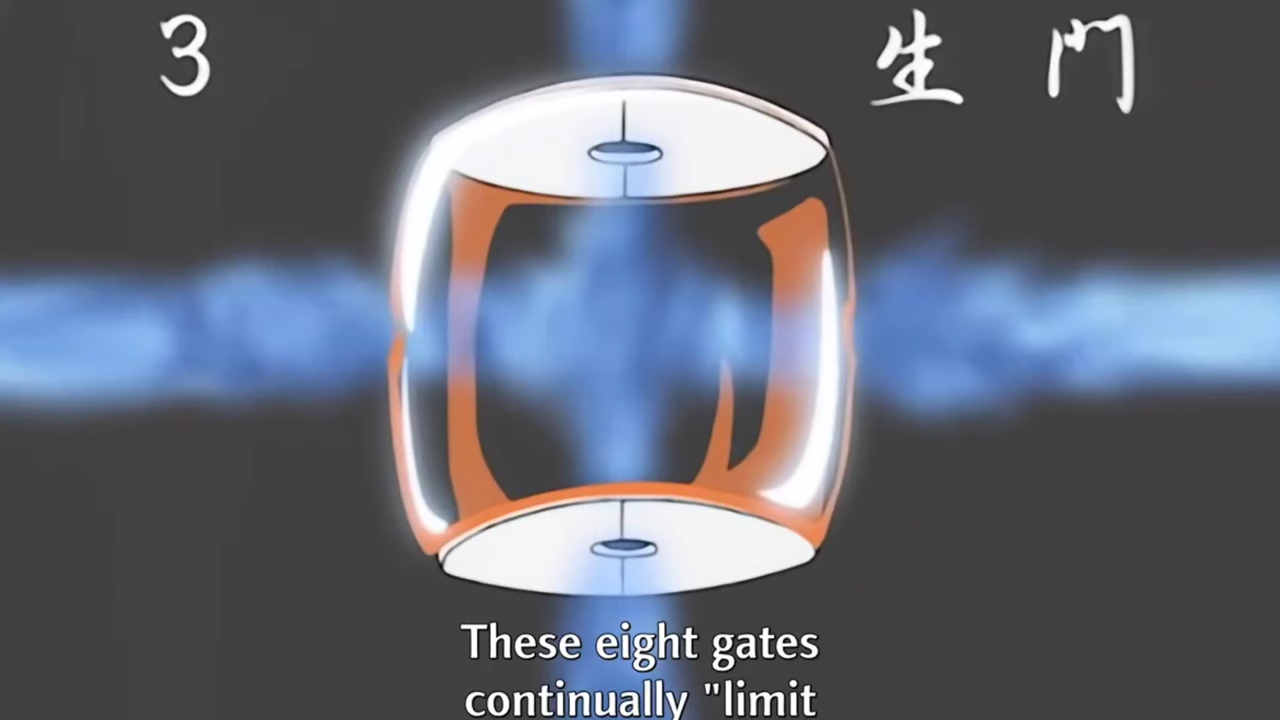 3 生門
These eight gates
continually "limit